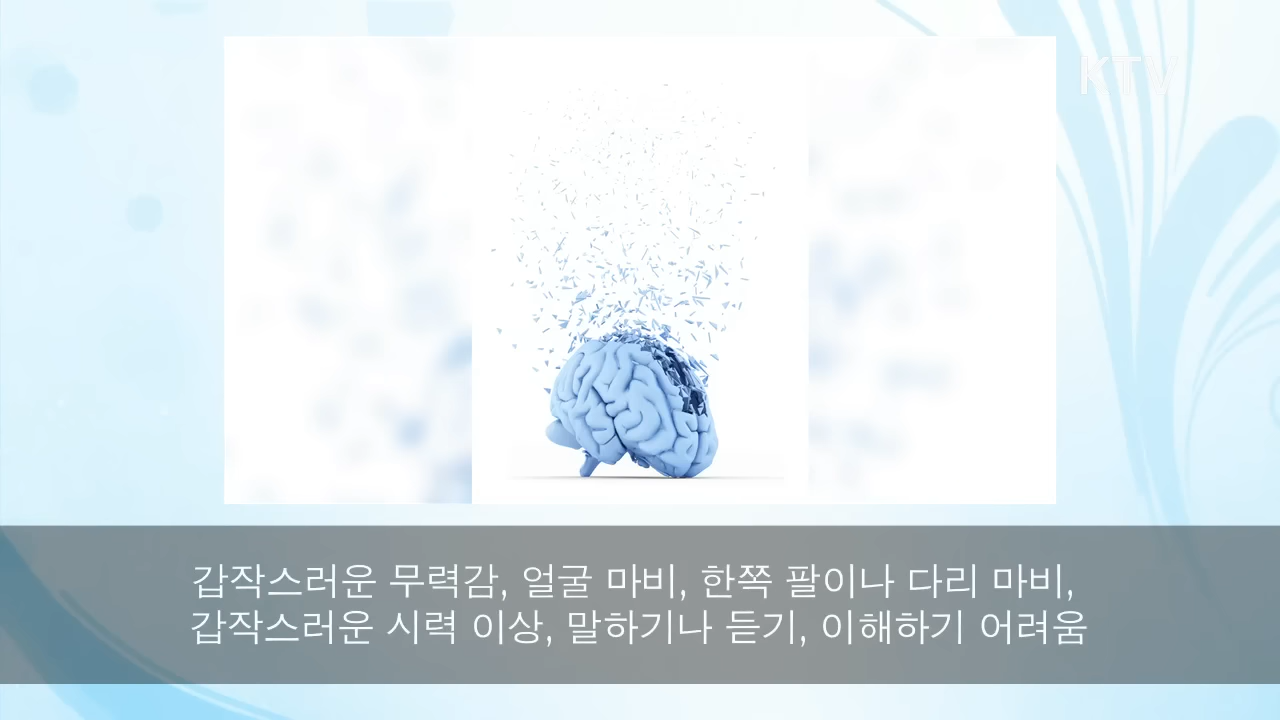 KTV
갑작스러운 무력감, 얼굴 마비, 한쪽 팔이나 다리 마비,
갑작스러운 시력 이상, 말하기나 듣기, 이해하기 어려움